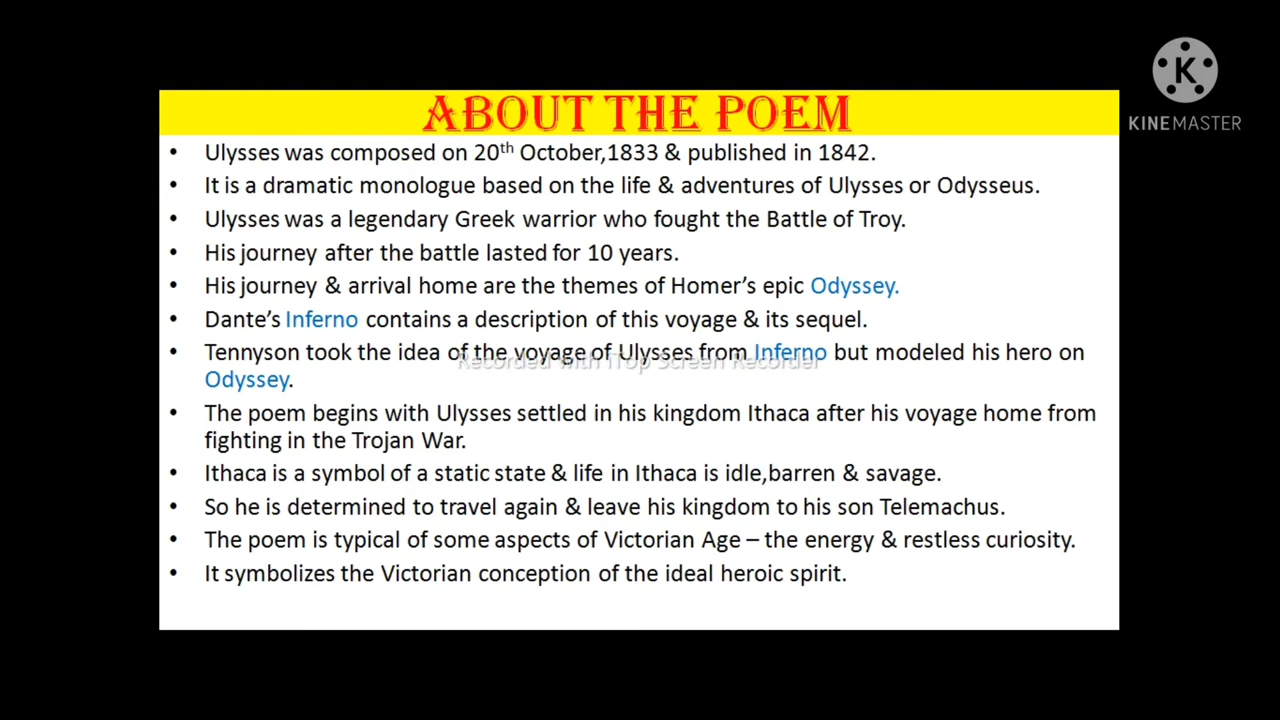 K
KINEMASTER
ABOUT THE POEM
• Ulysses was composed on 20th October,1833 & published in 1842.
• It is a dramatic monologue based on the life & adventures of Ulysses or Odysseus.
• Ulysses was a legendary Greek warrior who fought the Battle of Troy.
• His journey after the battle lasted for 10 years.
• His journey & arrival home are the themes of Homer’s epic Odyssey.
• Dante’s Inferno contains a description of this voyage & its sequel.
• Tennyson took the idea of the voyage of Ulysses from Inferno but modeled his hero on
Odyssey.
Recorded with iTop Screen Recorder
• The poem begins with Ulysses settled in his kingdom Ithaca after his voyage home from
fighting in the Trojan War.
• Ithaca is a symbol of a static state & life in Ithaca is idle,barren & savage.
• So he is determined to travel again & leave his kingdom to his son Telemachus.
• The poem is typical of some aspects of Victorian Age – the energy & restless curiosity.
• It symbolizes the Victorian conception of the ideal heroic spirit.